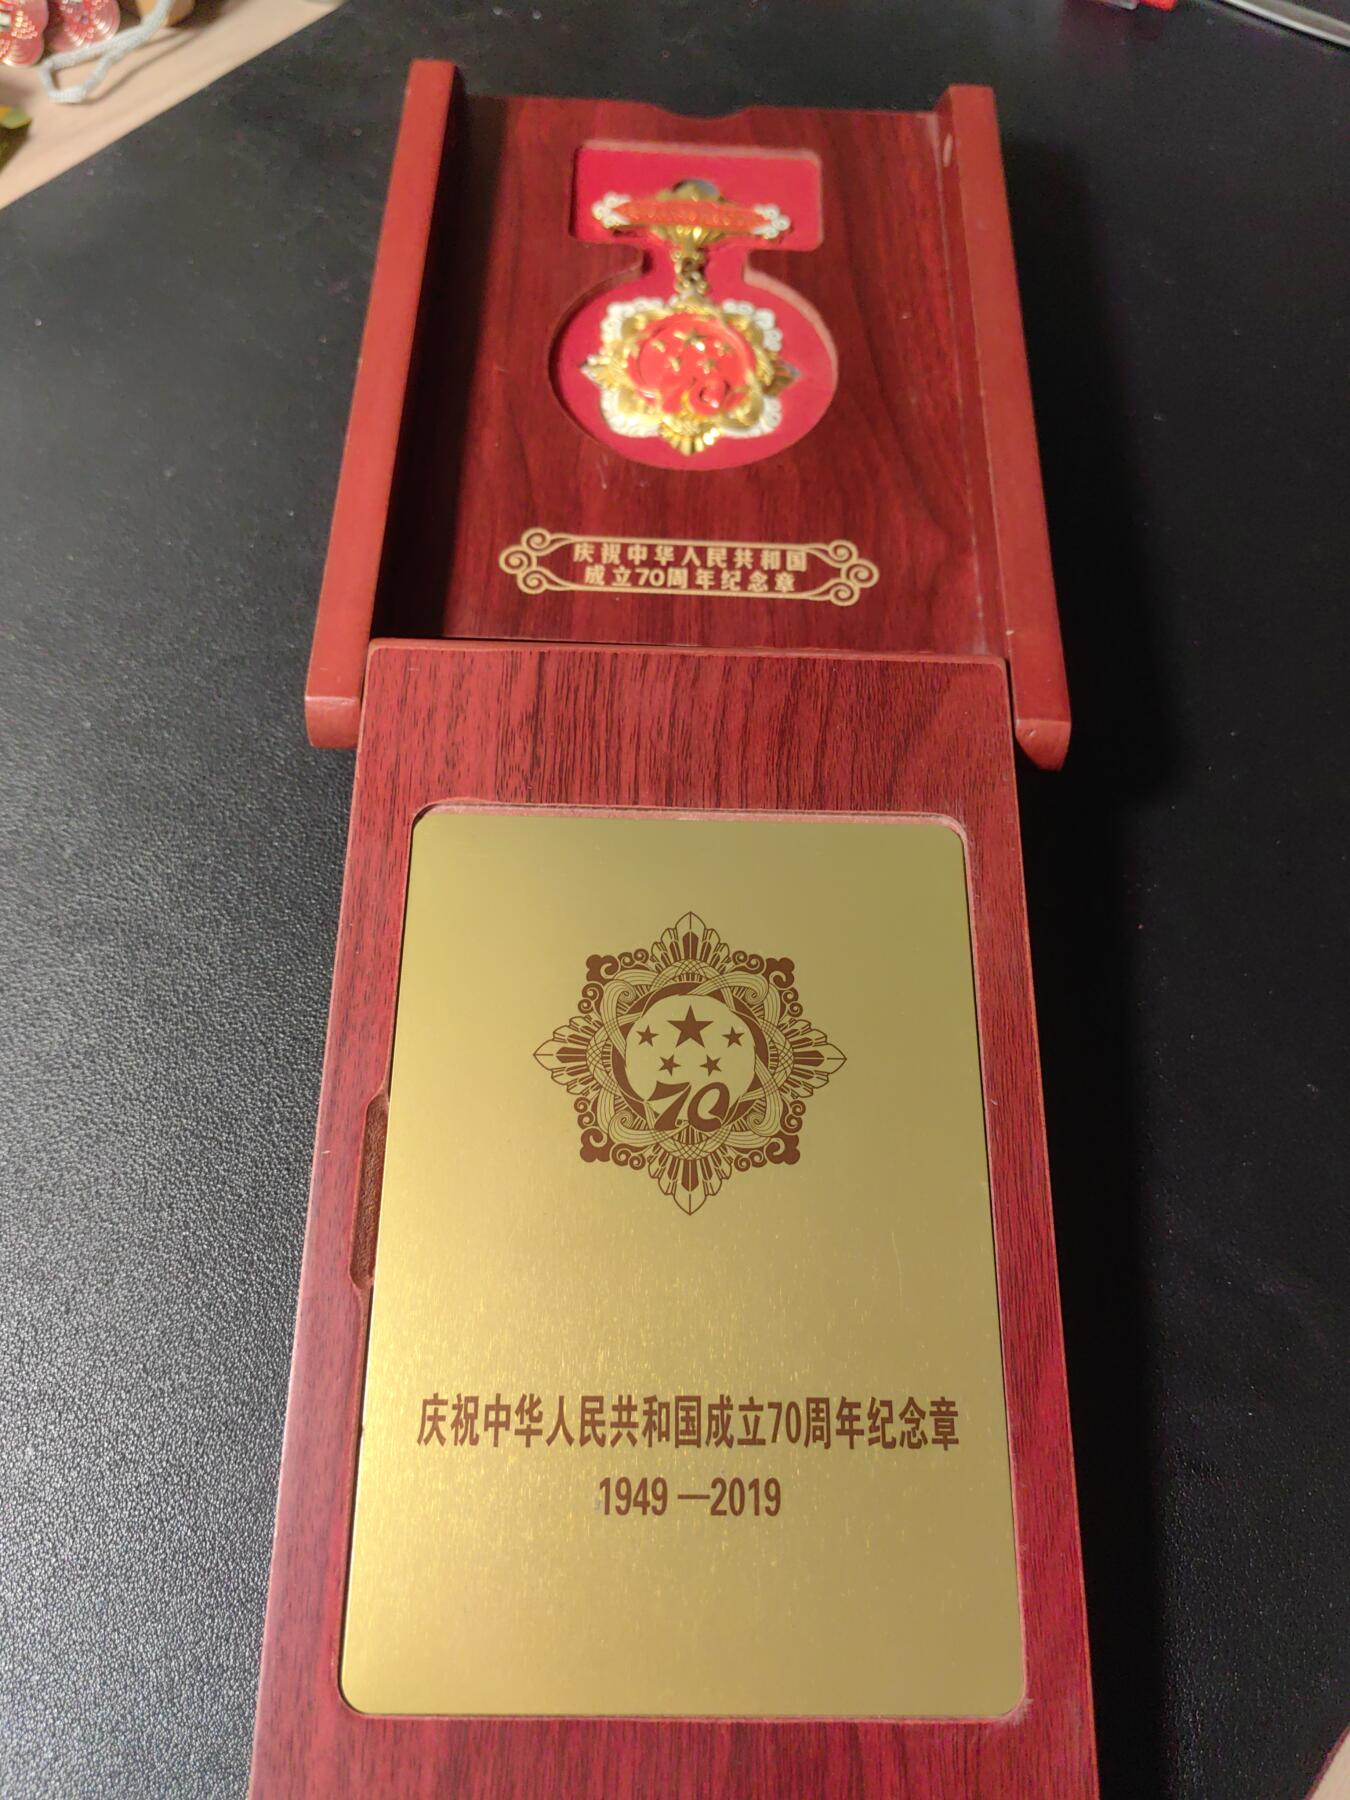 庆祝中华人民共和国
成立70周年纪念章
70
庆祝中华人民共和国成立70周年纪念章
1949—2019